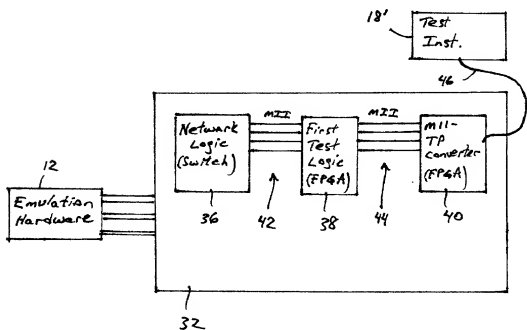 18'
Test
Inst.
46
MII
MII
Network
Logic
(Switch)
First
Test
Logic
(FPGA)
MII-
TP
Converter
(FPGA)
12
Emulation
Hardware
36
42
38
44
40
32